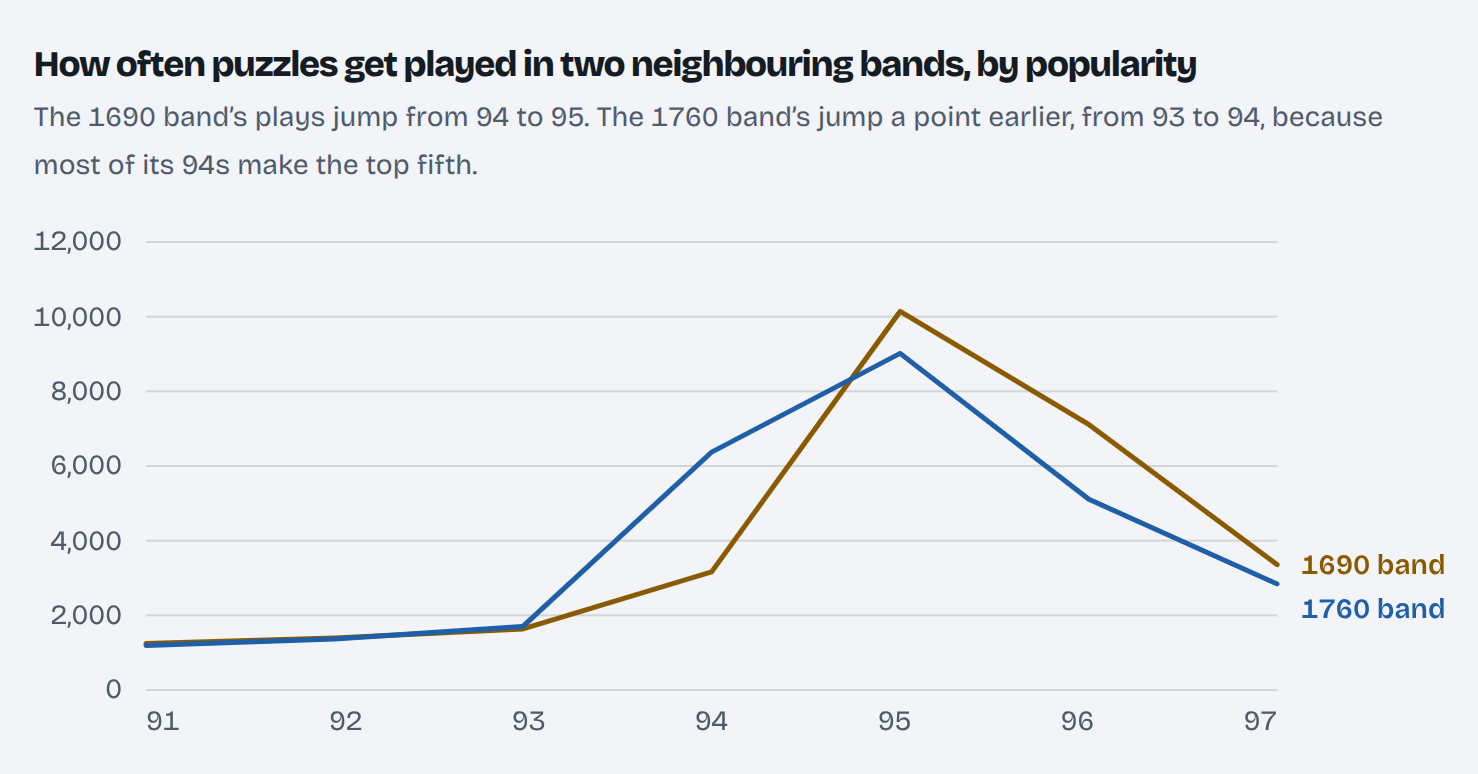 How often puzzles get played in two neighbouring bands, by popularity
The 1690 band’s plays jump from 94 to 95. The 1760 band’s jump a point earlier, from 93 to 94, because
most of its 94s make the top fifth.
12,000
10,000
8,000
6,000
4,000
2,000
0
1690 band
1760 band
91 92 93 94 95 96 97